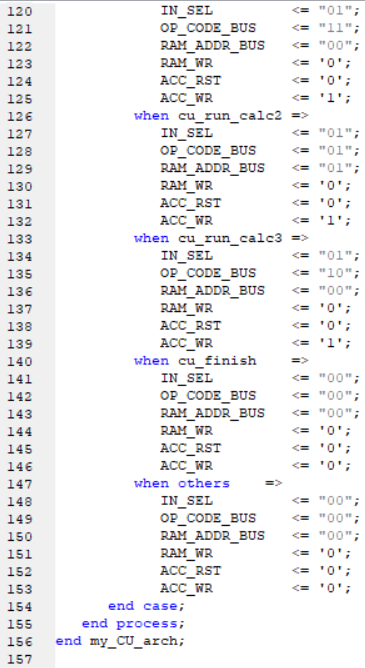 120 IN_SEL <= "01";
121 OP_CODE_BUS <= "11";
122 RAM_ADDR_BUS <= "00";
123 RAM_WR <= '0';
124 ACC_RST <= '0';
125 ACC_WR <= '1';
126 when cu_run_calc2 =>
127 IN_SEL <= "01";
128 OP_CODE_BUS <= "01";
129 RAM_ADDR_BUS <= "01";
130 RAM_WR <= '0';
131 ACC_RST <= '0';
132 ACC_WR <= '1';
133 when cu_run_calc3 =>
134 IN_SEL <= "01";
135 OP_CODE_BUS <= "10";
136 RAM_ADDR_BUS <= "00";
137 RAM_WR <= '0';
138 ACC_RST <= '0';
139 ACC_WR <= '1';
140 when cu_finish =>
141 IN_SEL <= "00";
142 OP_CODE_BUS <= "00";
143 RAM_ADDR_BUS <= "00";
144 RAM_WR <= '0';
145 ACC_RST <= '0';
146 ACC_WR <= '0';
147 when others =>
148 IN_SEL <= "00";
149 OP_CODE_BUS <= "00";
150 RAM_ADDR_BUS <= "00";
151 RAM_WR <= '0';
152 ACC_RST <= '0';
153 ACC_WR <= '0';
154 end case;
155 end process;
156 end my_CU_arch;
157